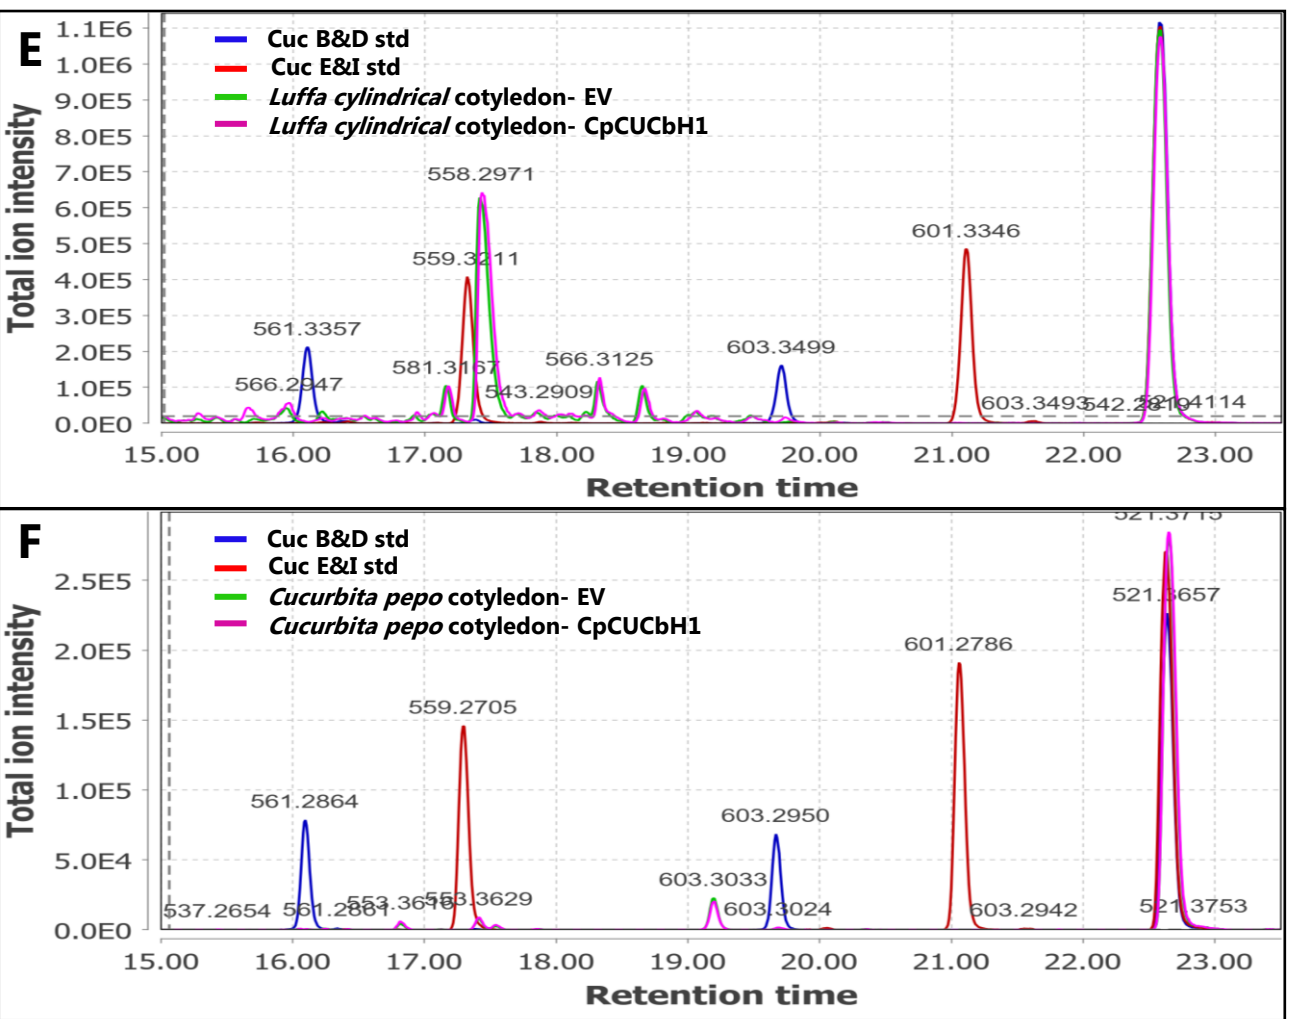 E
Cuc B&D std
Cuc E&I std
Luffa cylindrical cotyledon- EV
Luffa cylindrical cotyledon- CpCUCbH1
Total ion intensity
1.1E6
1.0E6
9.0E5
8.0E5
7.0E5
6.0E5
5.0E5
4.0E5
3.0E5
2.0E5
1.0E5
0.0E0
558.2971
601.3346
559.3211
561.3357
603.3499
581.3167
566.3125
566.2947
543.2909
603.3493
15.00 16.00 17.00 18.00 19.00 20.00 21.00 22.00 23.00
Retention time
F
Cuc B&D std
Cuc E&I std
Cucurbita pepo cotyledon- EV
Cucurbita pepo cotyledon- CpCUCbH1
Total ion intensity
2.5E5
2.0E5
1.5E5
1.0E5
5.0E4
0.0E0
521.3715
521.3657
601.2786
559.2705
561.2864
603.2950
603.3033
537.2654
561.2861
553.3629
603.3024
603.2942
521.3753
15.00 16.00 17.00 18.00 19.00 20.00 21.00 22.00 23.00
Retention time